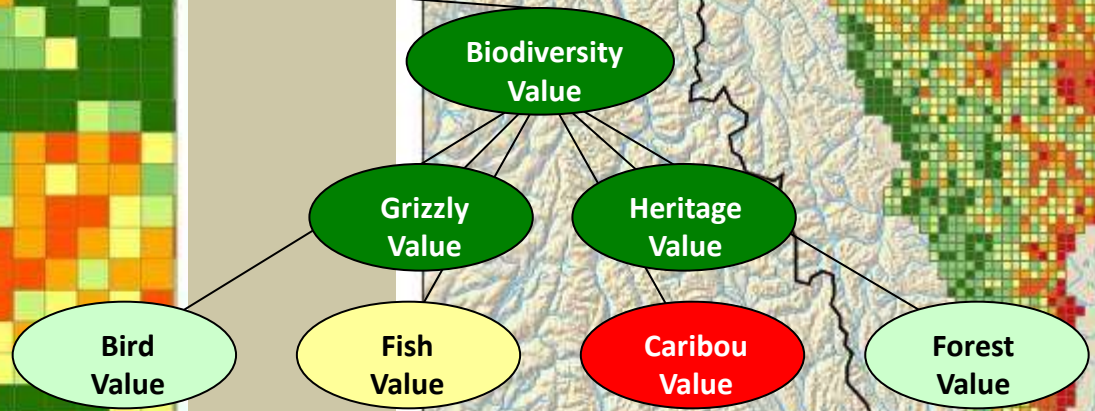 Biodiversity
Value
Grizzly
Value
Heritage
Value
Bird
Value
Fish
Value
Caribou
Value
Forest
Value